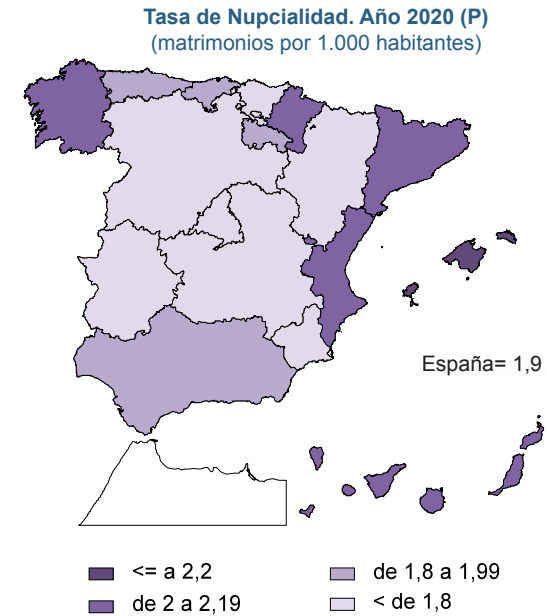 Tasa de Nupcialidad. Año 2020 (P)
(matrimonios por 1.000 habitantes)
España= 1,9
<= a 2,2
de 1,8 a 1,99
de 2 a 2,19
< de 1,8